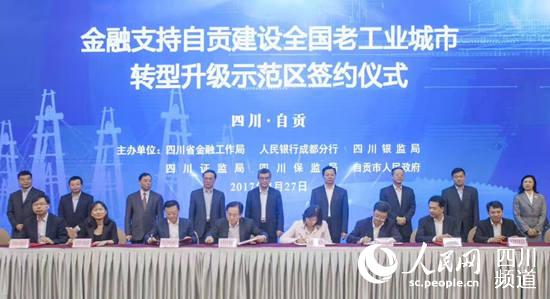 金融支持自贡建设全国老工业城市
转型升级示范区签约仪式
四川·自贡
主办单位：四川省金融工作局 人民银行成都分行 四川银监局
四川证监局 四川保监局 自贡市人民政府
人民网 四川频道
sc.people.cn